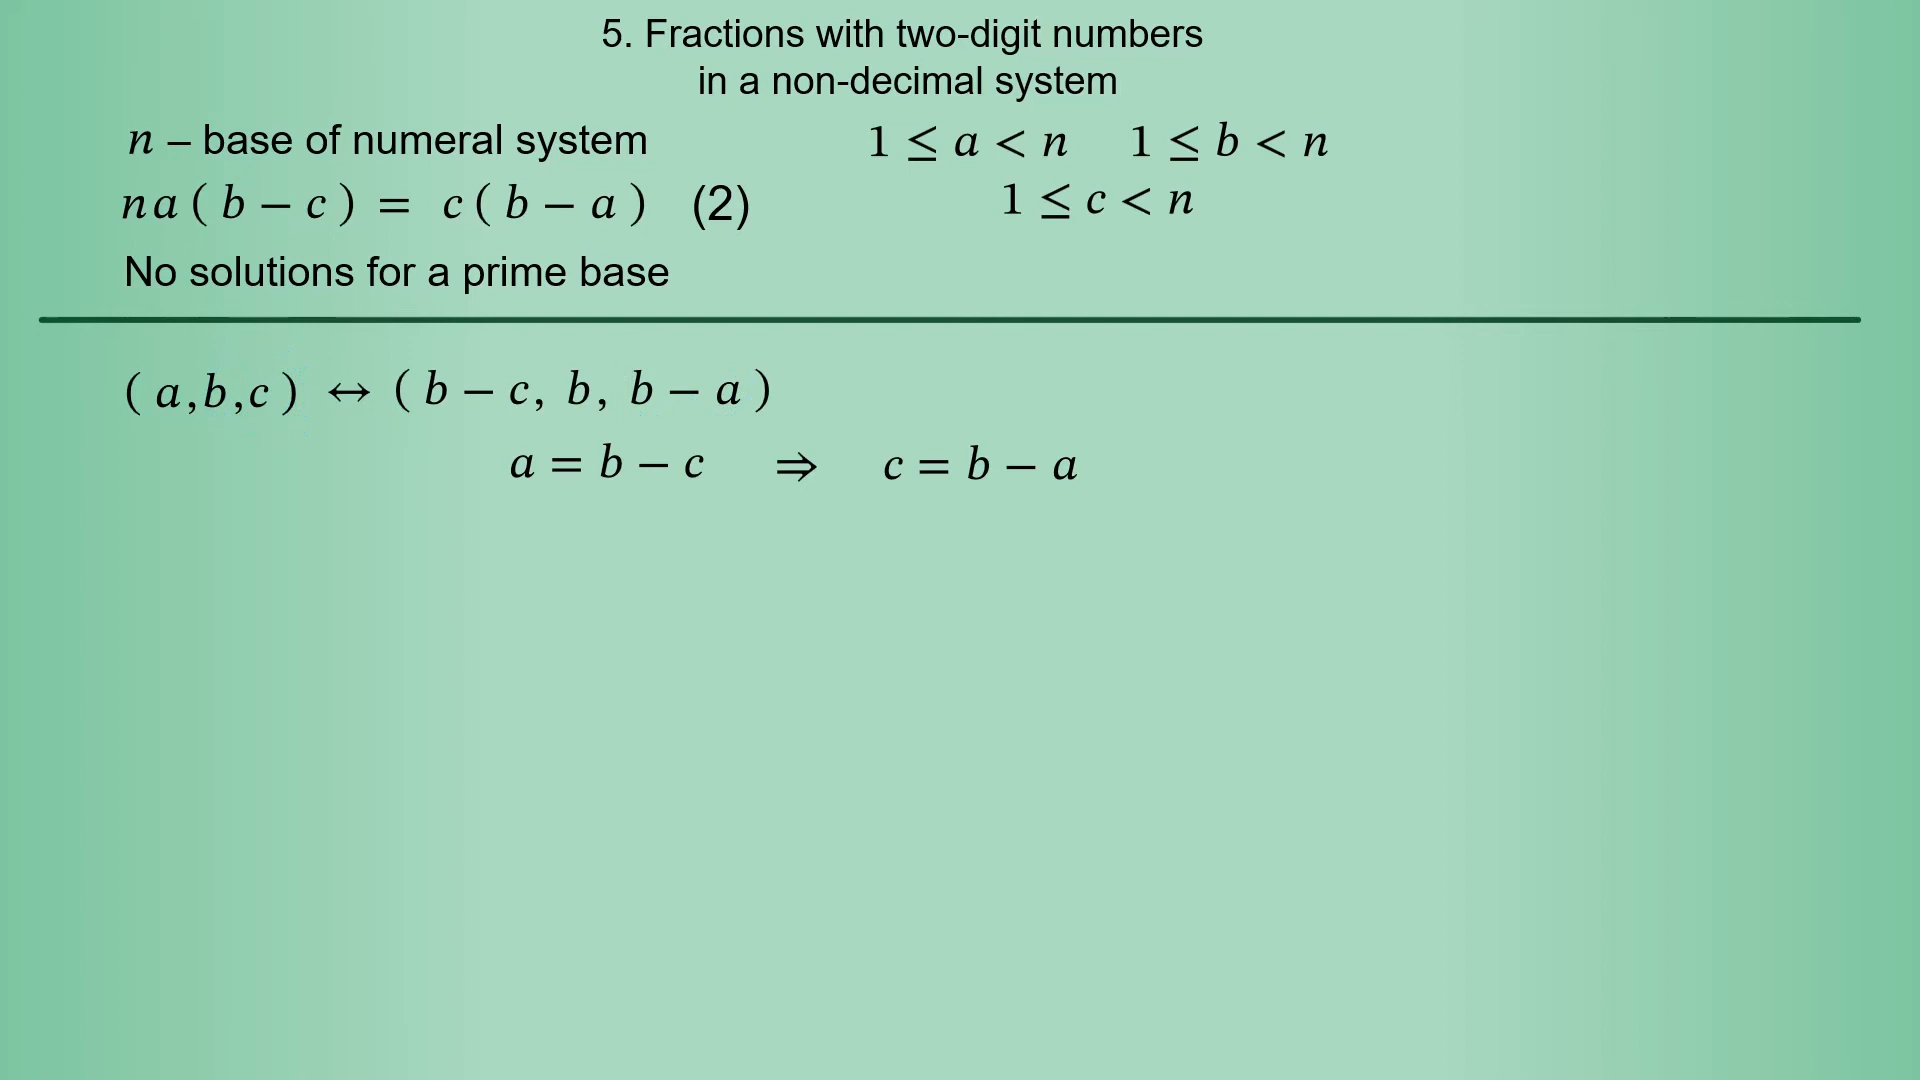 5. Fractions with two-digit numbers
in a non-decimal system
n – base of numeral system
1 ≤ a < n 1 ≤ b < n
na ( b − c ) = c ( b − a ) (2)
1 ≤ c < n
No solutions for a prime base
( a,b,c ) ↔ ( b − c, b, b − a )
a = b − c ⇒ c = b − a